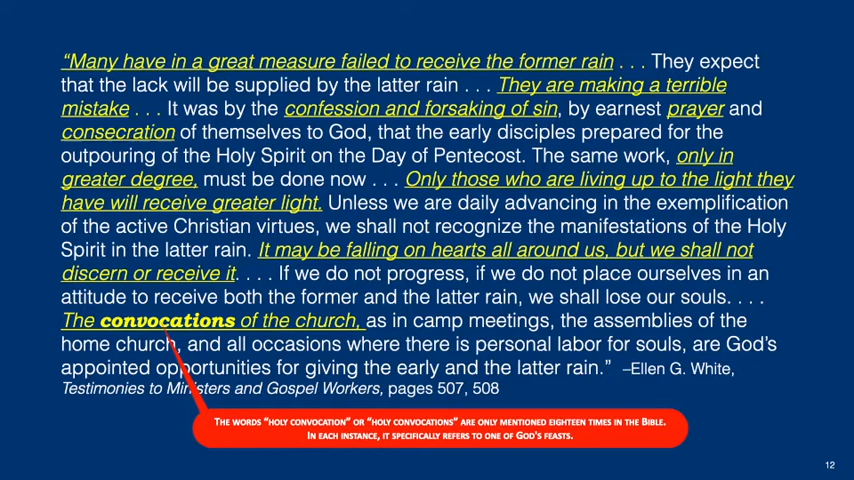 “Many have in a great measure failed to receive the former rain . . . They expect
that the lack will be supplied by the latter rain . . . They are making a terrible
mistake . . . It was by the confession and forsaking of sin, by earnest prayer and
consecration of themselves to God, that the early disciples prepared for the
outpouring of the Holy Spirit on the Day of Pentecost. The same work, only in
greater degree, must be done now . . . Only those who are living up to the light they
have will receive greater light. Unless we are daily advancing in the exemplification
of the active Christian virtues, we shall not recognize the manifestations of the Holy
Spirit in the latter rain. It may be falling on hearts all around us, but we shall not
discern or receive it. . . . If we do not progress, if we do not place ourselves in an
attitude to receive both the former and the latter rain, we shall lose our souls. . . .
The convocations of the church, as in camp meetings, the assemblies of the
home church, and all occasions where there is personal labor for souls, are God's
appointed opportunities for giving the early and the latter rain.” –Ellen G. White,
Testimonies to Ministers and Gospel Workers, pages 507, 508
THE WORDS “HOLY CONVOCATION” OR “HOLY CONVOCATIONS” ARE ONLY MENTIONED EIGHTEEN TIMES IN THE BIBLE.
IN EACH INSTANCE, IT SPECIFICALLY REFERS TO ONE OF GOD'S FEASTS.
12